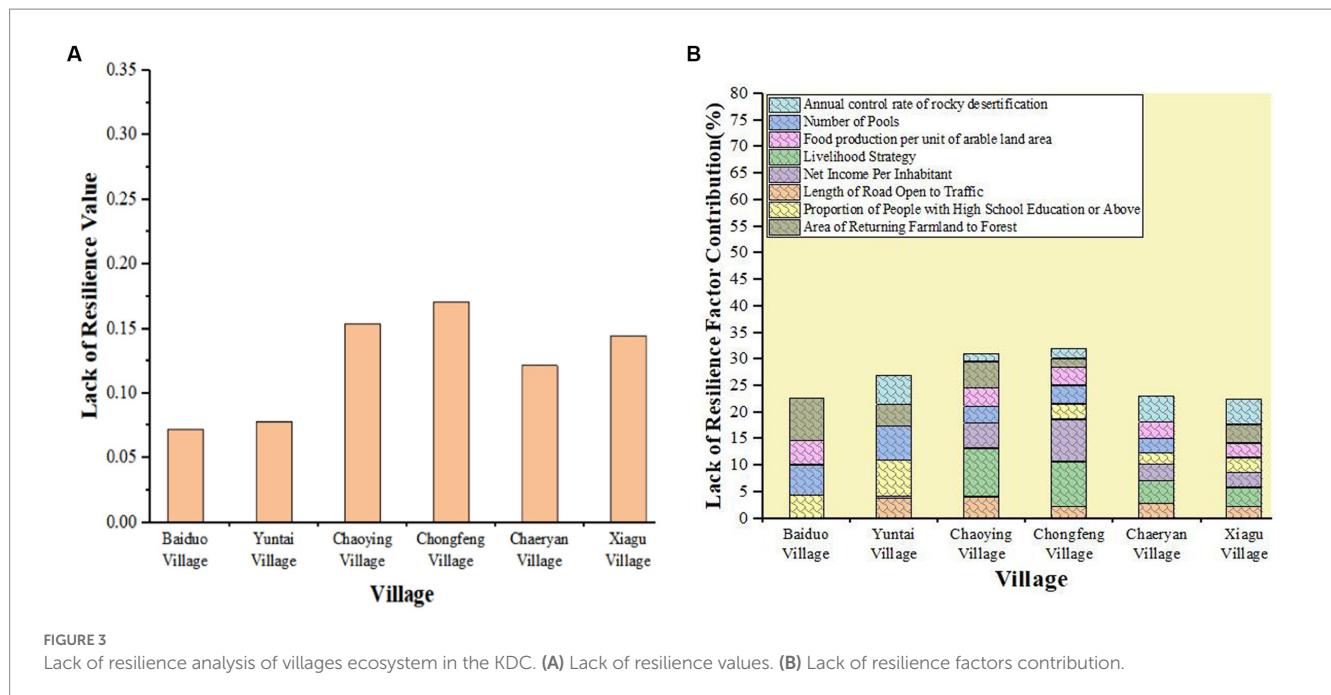 A
Lack of Resilience Value
0.35
0.30
0.25
0.20
0.15
0.10
0.05
0.00
Baiduo
Village
Yuntai
Village
Chaoying
Village
Chongfeng
Village
Chaeryan
Village
Xiagu
Village
Village
B
Lack of Resilience Factor Contribution(%)
80
75
70
65
60
55
50
45
40
35
30
25
20
15
10
5
0
Annual control rate of rocky desertification
Number of Pools
Food production per unit of arable land area
Livelihood Strategy
Net Income Per Inhabitant
Length of Road Open to Traffic
Proportion of People with High School Education or Above
Area of Returning Farmland to Forest
Baiduo
Village
Yuntai
Village
Chaoying
Village
Chongfeng
Village
Chaeryan
Village
Xiagu
Village
Village
FIGURE 3
Lack of resilience analysis of villages ecosystem in the KDC. (A) Lack of resilience values. (B) Lack of resilience factors contribution.